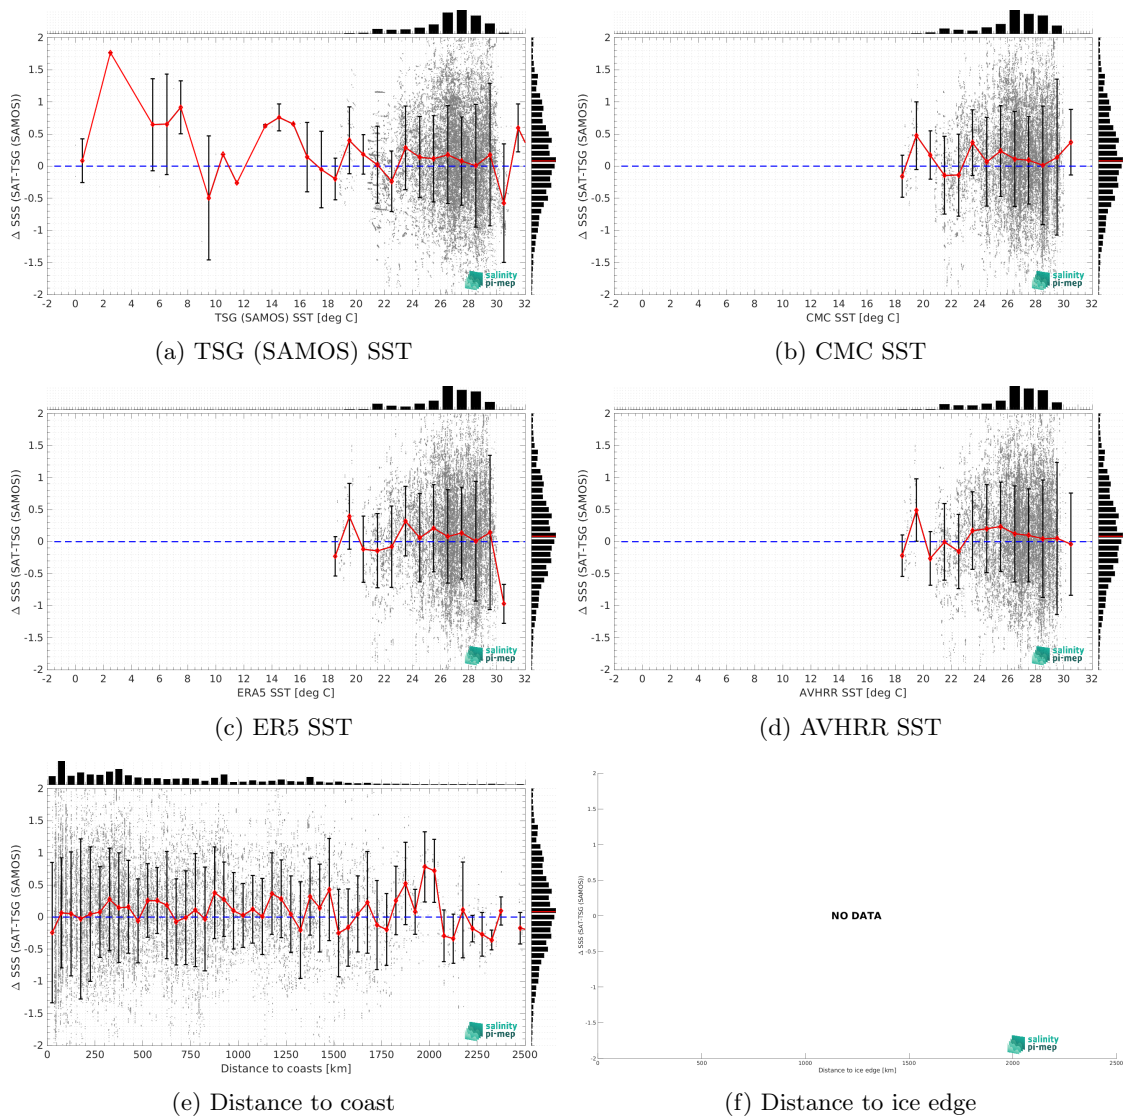 2
1.5
1
0.5
0
-0.5
-1
-1.5
-2
Δ SSS (SAT-TSG (SAMOS))
-2 0 2 4 6 8 10 12 14 16 18 20 22 24 26 28 30 32
TSG (SAMOS) SST [deg C]
salinity
pi-mep
(a) TSG (SAMOS) SST
2
1.5
1
0.5
0
-0.5
-1
-1.5
-2
Δ SSS (SAT-TSG (SAMOS))
-2 0 2 4 6 8 10 12 14 16 18 20 22 24 26 28 30 32
CMC SST [deg C]
salinity
pi-mep
(b) CMC SST
2
1.5
1
0.5
0
-0.5
-1
-1.5
-2
Δ SSS (SAT-TSG (SAMOS))
-2 0 2 4 6 8 10 12 14 16 18 20 22 24 26 28 30 32
ERA5 SST [deg C]
salinity
pi-mep
(c) ER5 SST
2
1.5
1
0.5
0
-0.5
-1
-1.5
-2
Δ SSS (SAT-TSG (SAMOS))
-2 0 2 4 6 8 10 12 14 16 18 20 22 24 26 28 30 32
AVHRR SST [deg C]
salinity
pi-mep
(d) AVHRR SST
2
1.5
1
0.5
0
-0.5
-1
-1.5
-2
Δ SSS (SAT-TSG (SAMOS))
0 250 500 750 1000 1250 1500 1750 2000 2250 2500
Distance to coasts [km]
salinity
pi-mep
(e) Distance to coast
2
1.5
1
0.5
0
-0.5
-1
-1.5
-2
Δ SSS (SAT-TSG (SAMOS))
NO DATA
0 500 1000 1500 2000 2500
Distance to ice edge [km]
salinity
pi-mep
(f) Distance to ice edge